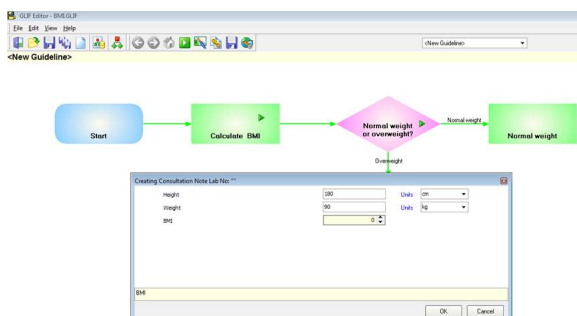 GLIF Editor - BMI.GLIF
File Edit View Help
<New Guideline>
<New Guideline>
Start
Calculate BMI
Normal weight
or overweight?
Normal weight
Normal weight
Overweight
Creating Consultation Note Lab No: ""
Height 180 Units cm
Weight 90 Units kg
BMI 0
BMI
OK Cancel